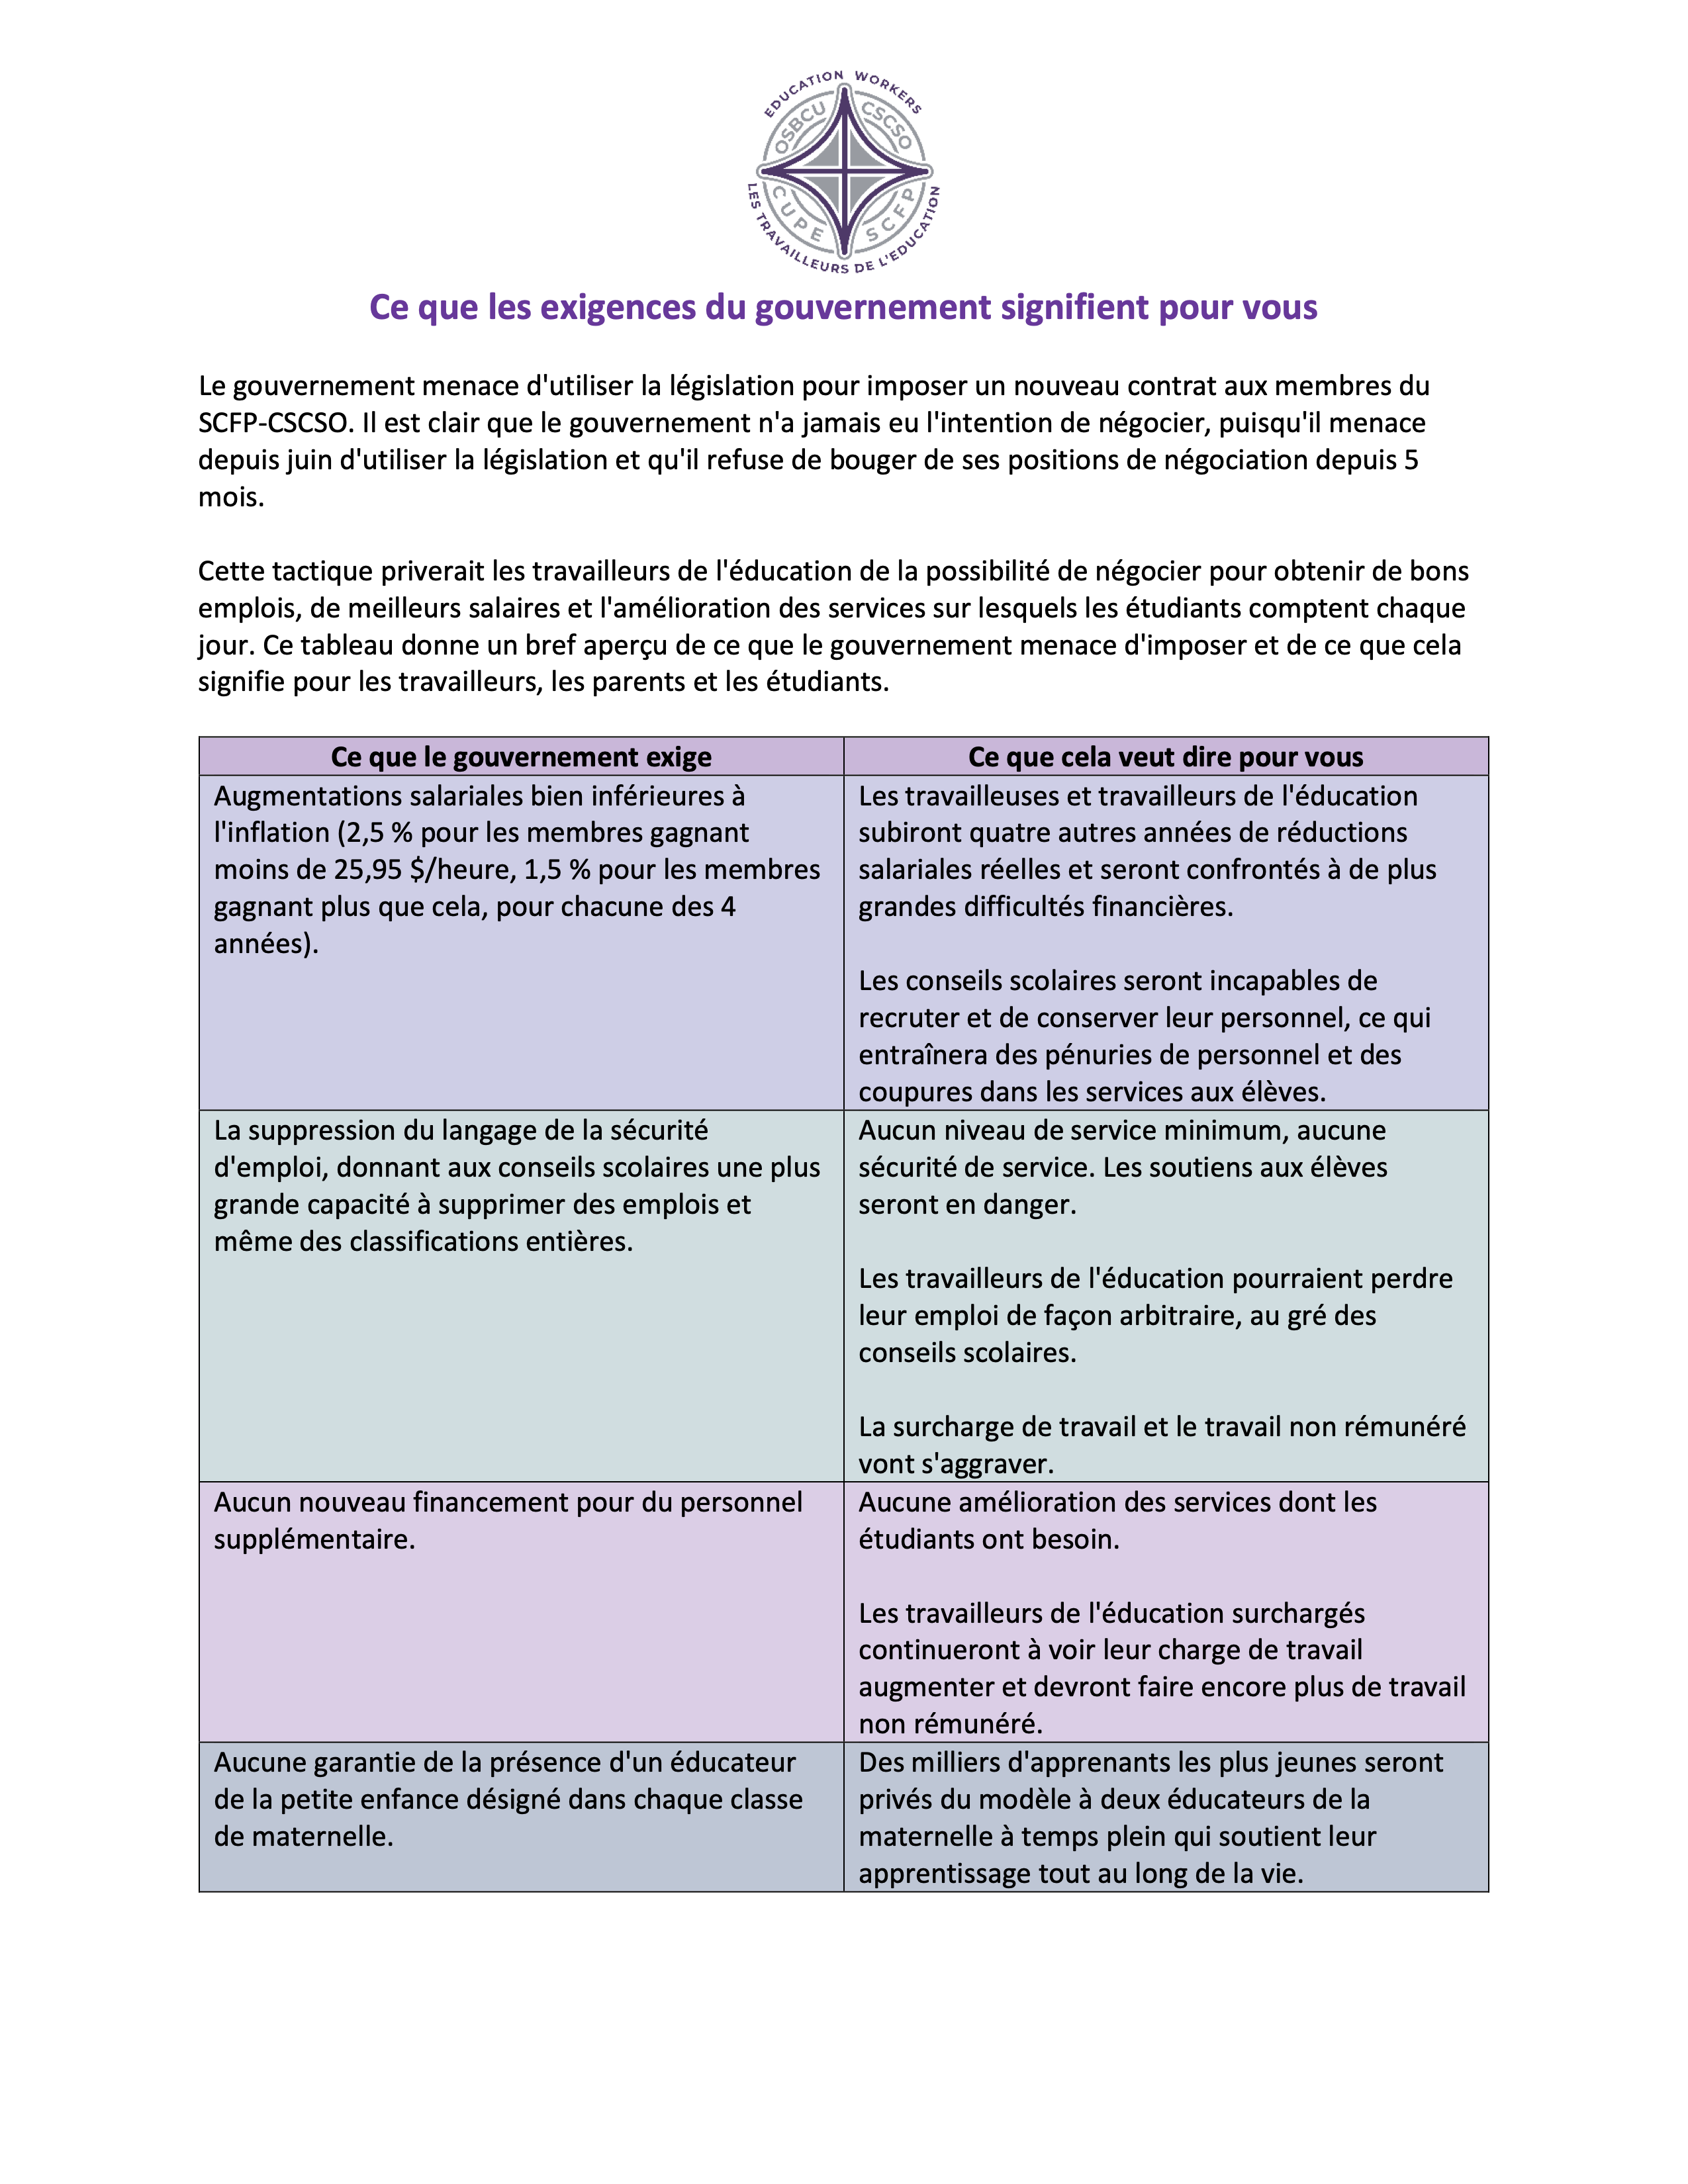 EDUCATION WORKERS
OSBCU
CSCSO
CUPE
SCFP
LES TRAVAILLEURS DE L'EDUCATION
Ce que les exigences du gouvernement signifient pour vous
Le gouvernement menace d'utiliser la législation pour imposer un nouveau contrat aux membres du
SCFP-CSCSO. Il est clair que le gouvernement n'a jamais eu l'intention de négocier, puisqu'il menace
depuis juin d'utiliser la législation et qu'il refuse de bouger de ses positions de négociation depuis 5
mois.
Cette tactique priverait les travailleurs de l'éducation de la possibilité de négocier pour obtenir de bons
emplois, de meilleurs salaires et l'amélioration des services sur lesquels les étudiants comptent chaque
jour. Ce tableau donne un bref aperçu de ce que le gouvernement menace d'imposer et de ce que cela
signifie pour les travailleurs, les parents et les étudiants.
Ce que le gouvernement exige
Ce que cela veut dire pour vous
Augmentations salariales bien inférieures à
l'inflation (2,5 % pour les membres gagnant
moins de 25,95 $/heure, 1,5 % pour les membres
gagnant plus que cela, pour chacune des 4
années).
Les travailleuses et travailleurs de l'éducation
subiront quatre autres années de réductions
salariales réelles et seront confrontés à de plus
grandes difficultés financières.
Les conseils scolaires seront incapables de
recruter et de conserver leur personnel, ce qui
entraînera des pénuries de personnel et des
coupures dans les services aux élèves.
La suppression du langage de la sécurité
d'emploi, donnant aux conseils scolaires une plus
grande capacité à supprimer des emplois et
même des classifications entières.
Aucun niveau de service minimum, aucune
sécurité de service. Les soutiens aux élèves
seront en danger.
Les travailleurs de l'éducation pourraient perdre
leur emploi de façon arbitraire, au gré des
conseils scolaires.
La surcharge de travail et le travail non rémunéré
vont s'aggraver.
Aucun nouveau financement pour du personnel
supplémentaire.
Aucune amélioration des services dont les
étudiants ont besoin.
Les travailleurs de l'éducation surchargés
continueront à voir leur charge de travail
augmenter et devront faire encore plus de travail
non rémunéré.
Aucune garantie de la présence d'un éducateur
de la petite enfance désigné dans chaque classe
de maternelle.
Des milliers d'apprenants les plus jeunes seront
privés du modèle à deux éducateurs de la
maternelle à temps plein qui soutient leur
apprentissage tout au long de la vie.